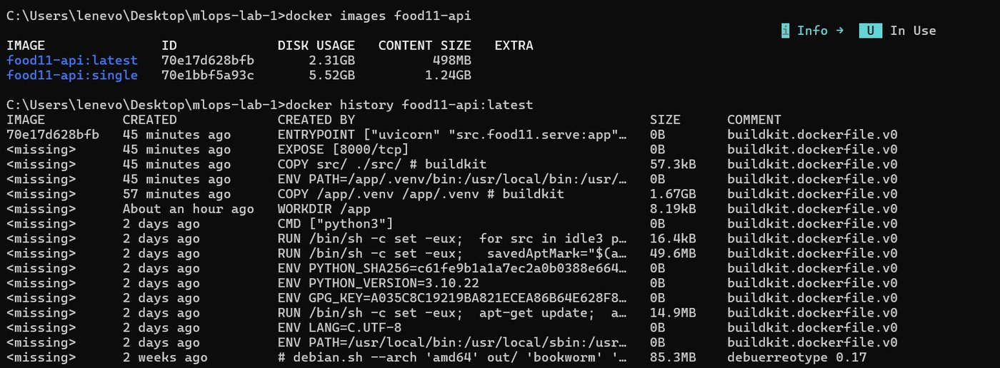 C:\Users\lenevo\Desktop\mlops-lab-1>docker images food11-api
i Info → U In Use
IMAGE ID DISK USAGE CONTENT SIZE EXTRA
food11-api:latest 70e17d628bfb 2.31GB 498MB
food11-api:single 70e1bbf5a93c 5.52GB 1.24GB
C:\Users\lenevo\Desktop\mlops-lab-1>docker history food11-api:latest
IMAGE CREATED CREATED BY SIZE COMMENT
70e17d628bfb 45 minutes ago ENTRYPOINT ["uvicorn" "src.food11.serve:app"… 0B buildkit.dockerfile.v0
<missing> 45 minutes ago EXPOSE [8000/tcp] 0B buildkit.dockerfile.v0
<missing> 45 minutes ago COPY src/ ./src/ # buildkit 57.3kB buildkit.dockerfile.v0
<missing> 45 minutes ago ENV PATH=/app/.venv/bin:/usr/local/bin:/usr/… 0B buildkit.dockerfile.v0
<missing> 57 minutes ago COPY /app/.venv /app/.venv # buildkit 1.67GB buildkit.dockerfile.v0
<missing> About an hour ago WORKDIR /app 8.19kB buildkit.dockerfile.v0
<missing> 2 days ago CMD ["python3"] 0B buildkit.dockerfile.v0
<missing> 2 days ago RUN /bin/sh -c set -eux; for src in idle3 p… 16.4kB buildkit.dockerfile.v0
<missing> 2 days ago RUN /bin/sh -c set -eux; savedAptMark="$(a… 49.6MB buildkit.dockerfile.v0
<missing> 2 days ago ENV PYTHON_SHA256=c61fe9b1a1a7ec2a0b0388e664… 0B buildkit.dockerfile.v0
<missing> 2 days ago ENV PYTHON_VERSION=3.10.22 0B buildkit.dockerfile.v0
<missing> 2 days ago ENV GPG_KEY=A035C8C19219BA821ECEA86B64E628F8… 0B buildkit.dockerfile.v0
<missing> 2 days ago RUN /bin/sh -c set -eux; apt-get update; a… 14.9MB buildkit.dockerfile.v0
<missing> 2 days ago ENV LANG=C.UTF-8 0B buildkit.dockerfile.v0
<missing> 2 days ago ENV PATH=/usr/local/bin:/usr/local/sbin:/usr… 0B buildkit.dockerfile.v0
<missing> 2 weeks ago # debian.sh --arch 'amd64' out/ 'bookworm' '… 85.3MB debuerreotype 0.17